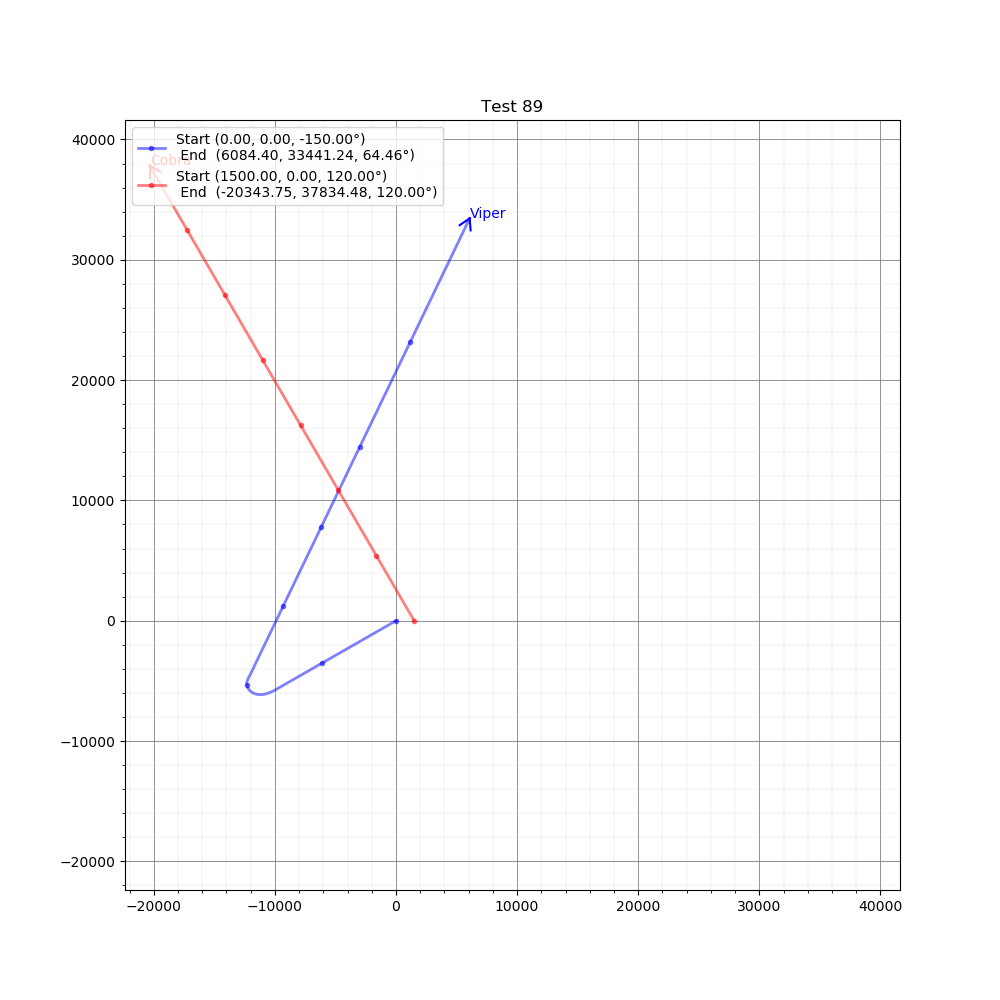 Test 89
Start (0.00, 0.00, -150.00°)
End (6084.40, 33441.24, 64.46°)
Start (1500.00, 0.00, 120.00°)
End (-20343.75, 37834.48, 120.00°)
Cobra
Viper
40000
30000
20000
10000
0
−10000
−20000
−20000 −10000 0 10000 20000 30000 40000